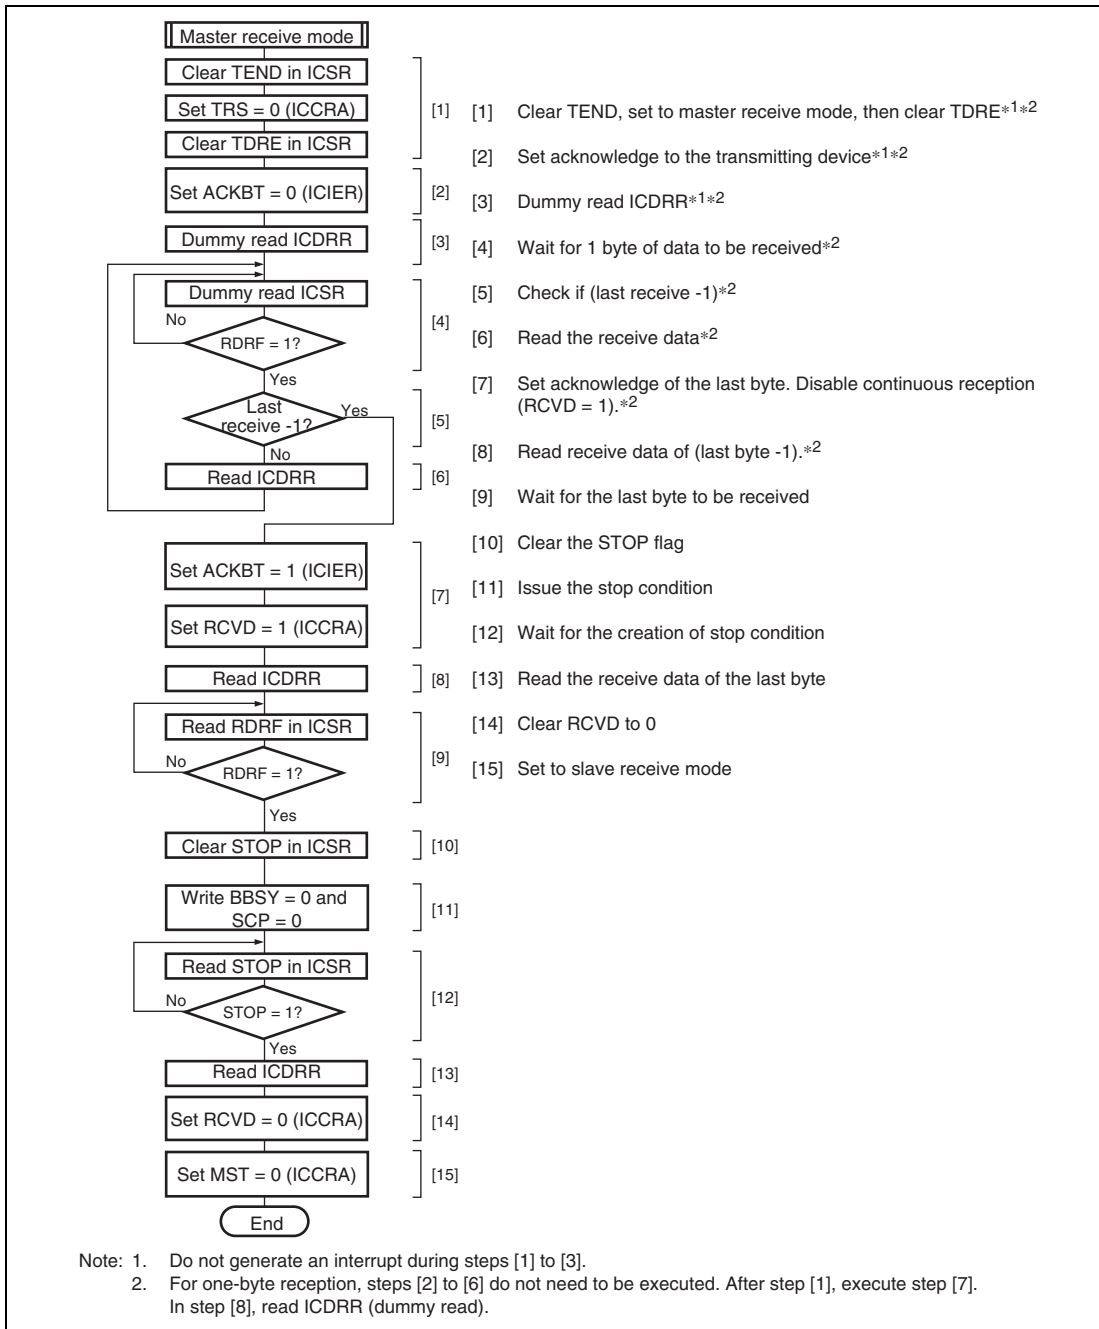 Master receive mode
Clear TEND in ICSR
Set TRS = 0 (ICCRA)
Clear TDRE in ICSR
[1]
Set ACKBT = 0 (ICIER)
[2]
Dummy read ICDRR
[3]
Dummy read ICSR
No
RDRF = 1?
[4]
Yes
Last
receive -1?
Yes
[5]
No
Read ICDRR
[6]
Set ACKBT = 1 (ICIER)
[7]
Set RCVD = 1 (ICCRA)
Read ICDRR
[8]
Read RDRF in ICSR
No
RDRF = 1?
[9]
Yes
Clear STOP in ICSR
[10]
Write BBSY = 0 and
SCP = 0
[11]
Read STOP in ICSR
No
STOP = 1?
[12]
Yes
Read ICDRR
[13]
Set RCVD = 0 (ICCRA)
[14]
Set MST = 0 (ICCRA)
[15]
End
[1] Clear TEND, set to master receive mode, then clear TDRE*1*2
[2] Set acknowledge to the transmitting device*1*2
[3] Dummy read ICDRR*1*2
[4] Wait for 1 byte of data to be received*2
[5] Check if (last receive -1)*2
[6] Read the receive data*2
[7] Set acknowledge of the last byte. Disable continuous reception
(RCVD = 1).*2
[8] Read receive data of (last byte -1).*2
[9] Wait for the last byte to be received
[10] Clear the STOP flag
[11] Issue the stop condition
[12] Wait for the creation of stop condition
[13] Read the receive data of the last byte
[14] Clear RCVD to 0
[15] Set to slave receive mode
Note: 1. Do not generate an interrupt during steps [1] to [3].
2. For one-byte reception, steps [2] to [6] do not need to be executed. After step [1], execute step [7].
In step [8], read ICDRR (dummy read).